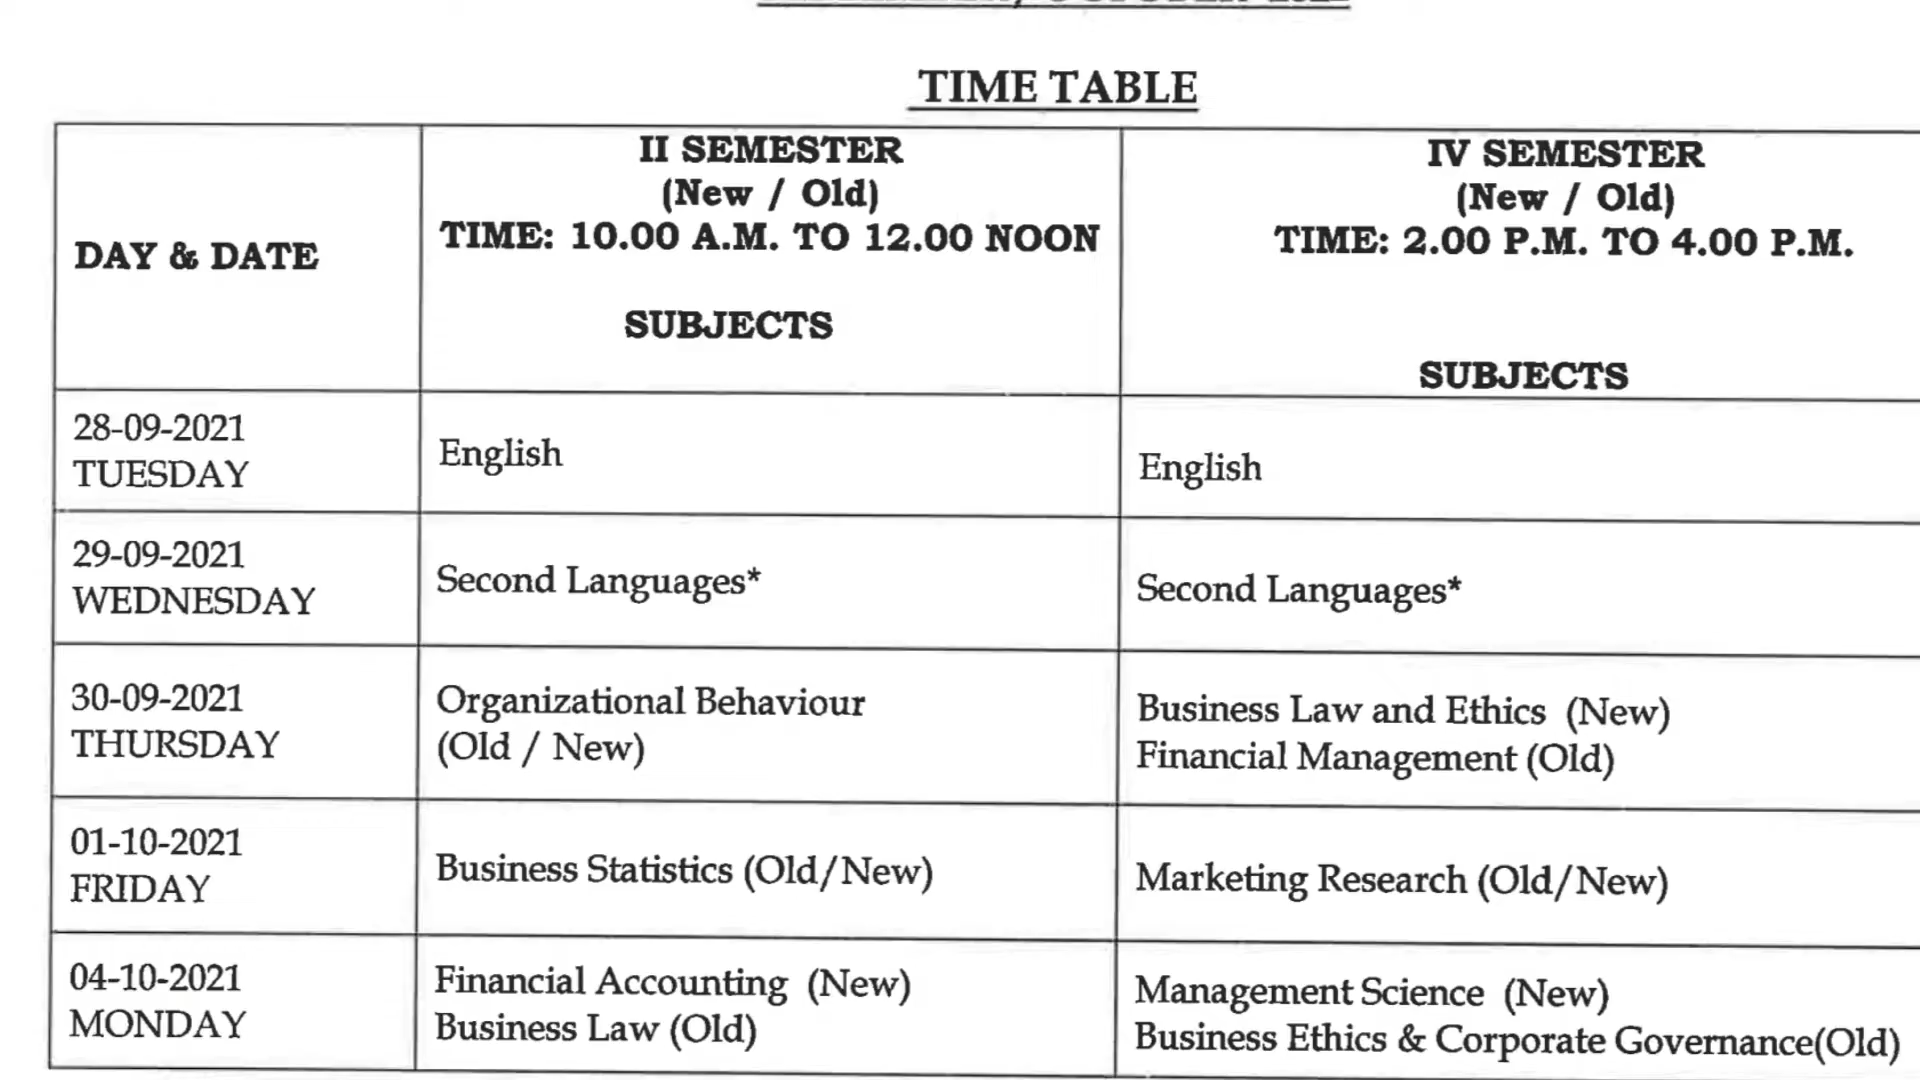 TIME TABLE
DAY & DATE
II SEMESTER
(New / Old)
TIME: 10.00 A.M. TO 12.00 NOON
SUBJECTS
IV SEMESTER
(New / Old)
TIME: 2.00 P.M. TO 4.00 P.M.
SUBJECTS
28-09-2021
TUESDAY
English
English
29-09-2021
WEDNESDAY
Second Languages*
Second Languages*
30-09-2021
THURSDAY
Organizational Behaviour
(Old / New)
Business Law and Ethics (New)
Financial Management (Old)
01-10-2021
FRIDAY
Business Statistics (Old/New)
Marketing Research (Old/New)
04-10-2021
MONDAY
Financial Accounting (New)
Business Law (Old)
Management Science (New)
Business Ethics & Corporate Governance(Old)